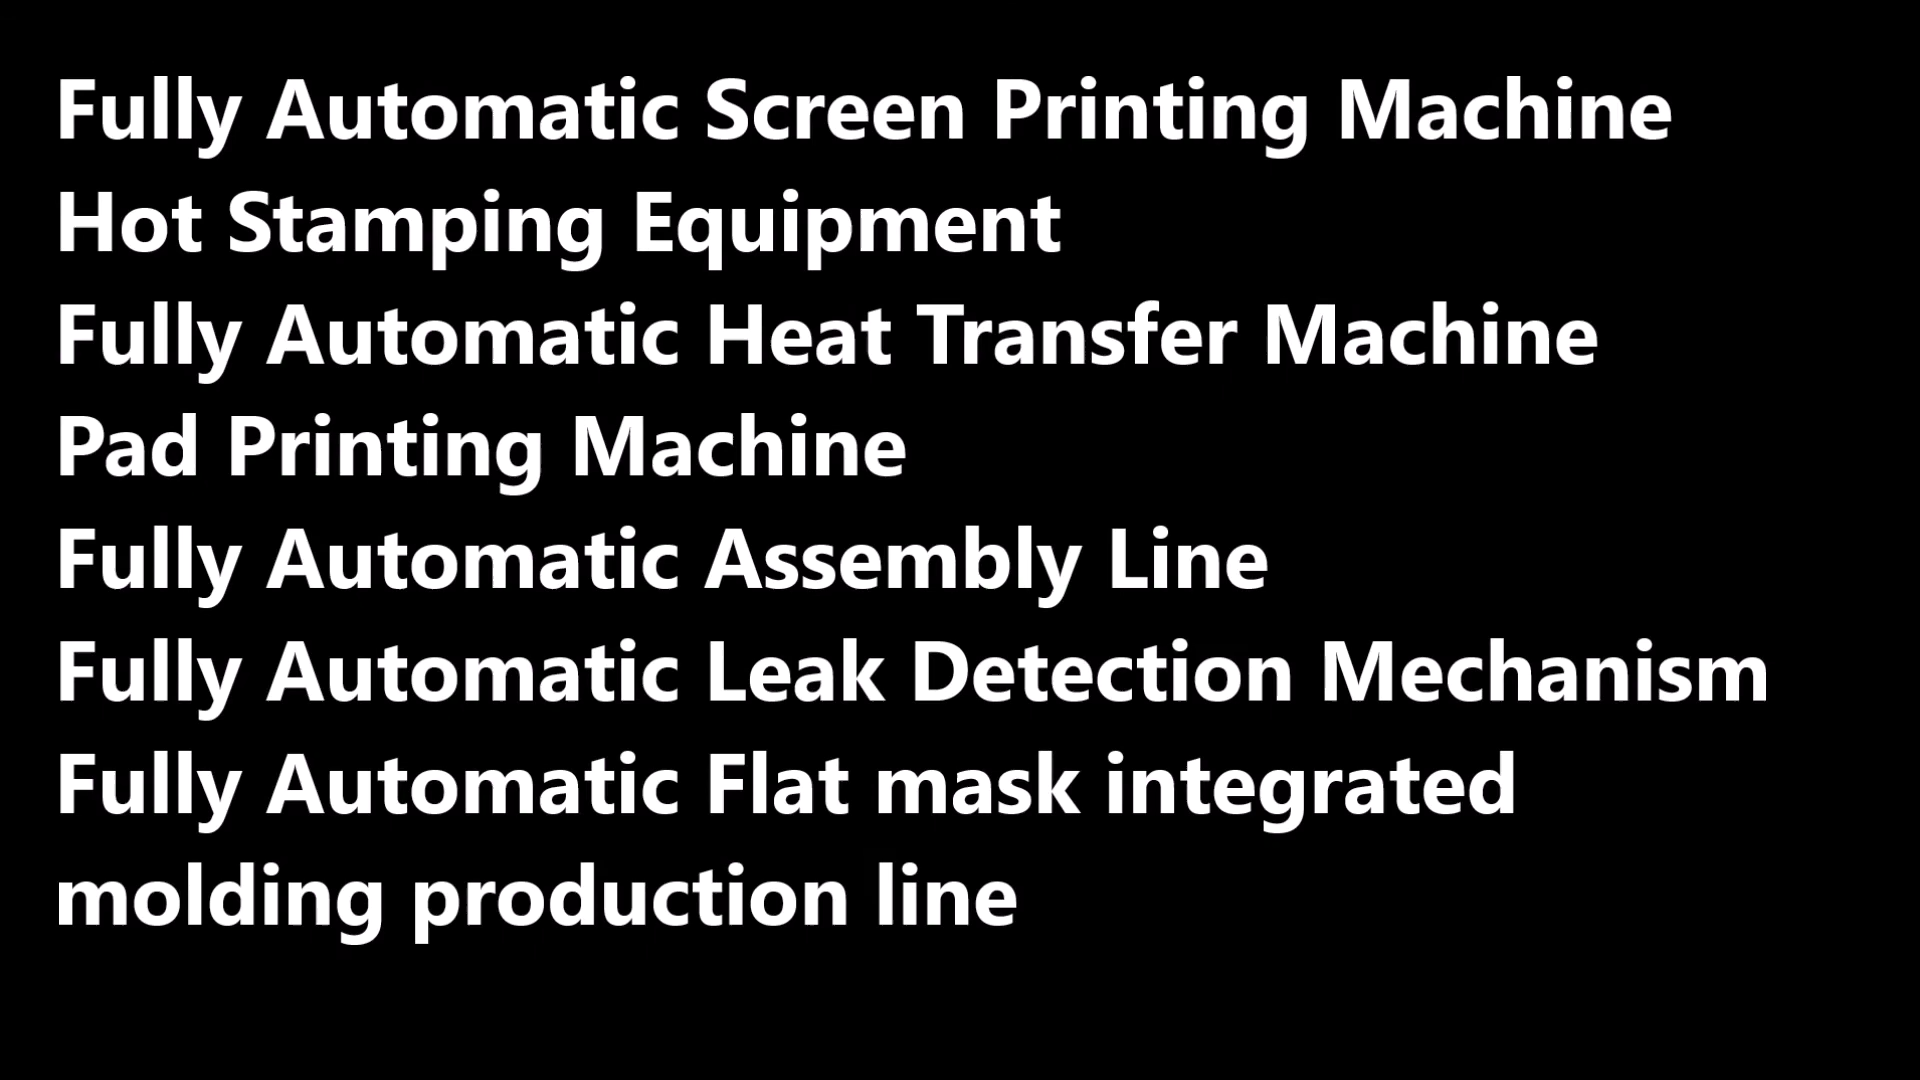 Fully Automatic Screen Printing Machine
Hot Stamping Equipment
Fully Automatic Heat Transfer Machine
Pad Printing Machine
Fully Automatic Assembly Line
Fully Automatic Leak Detection Mechanism
Fully Automatic Flat mask integrated
molding production line